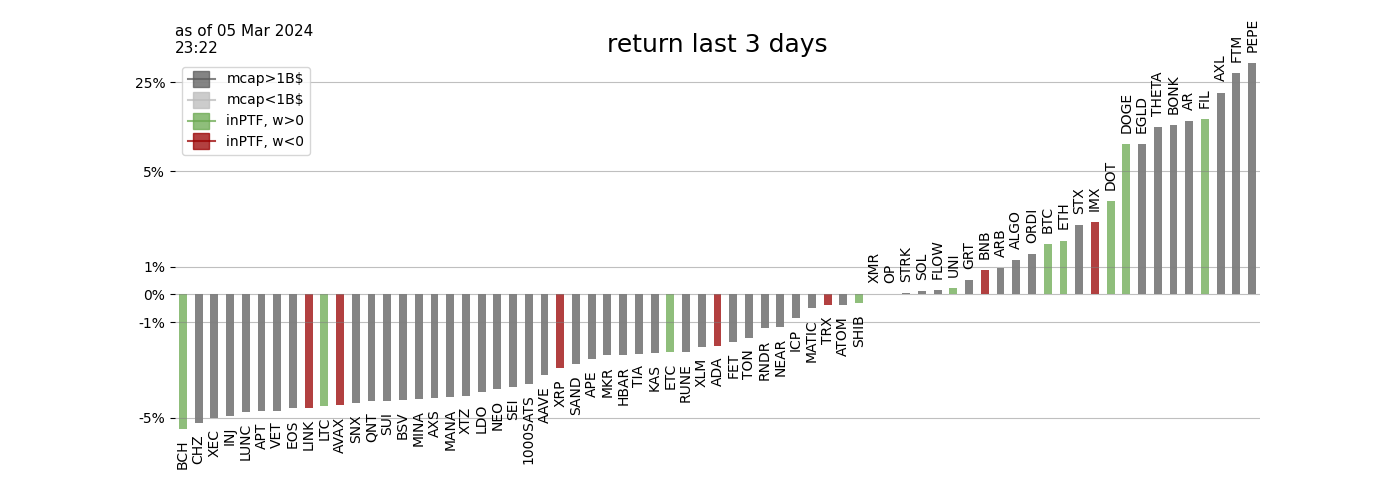 as of 05 Mar 2024
23:22
return last 3 days
mcap>1B$
mcap<1B$
inPTF, w>0
inPTF, w<0
25%
5%
1%
0%
-1%
-5%
BCH
CHZ
XEC
INJ
LUNC
APT
VET
EOS
LINK
LTC
AVAX
SNX
QNT
SUI
BSV
MINA
AXS
MANA
XTZ
LDO
NEO
SEI
1000SATS
AAVE
XRP
SAND
APE
MKR
HBAR
TIA
KAS
ETC
RUNE
XLM
ADA
FET
TON
RNDR
NEAR
ICP
MATIC
TRX
ATOM
SHIB
XMR
OP
STRK
SOL
FLOW
UNI
GRT
BNB
ARB
ALGO
ORDI
BTC
ETH
STX
IMX
DOT
DOGE
EGLD
THETA
BONK
AR
FIL
AXL
FTM
PEPE